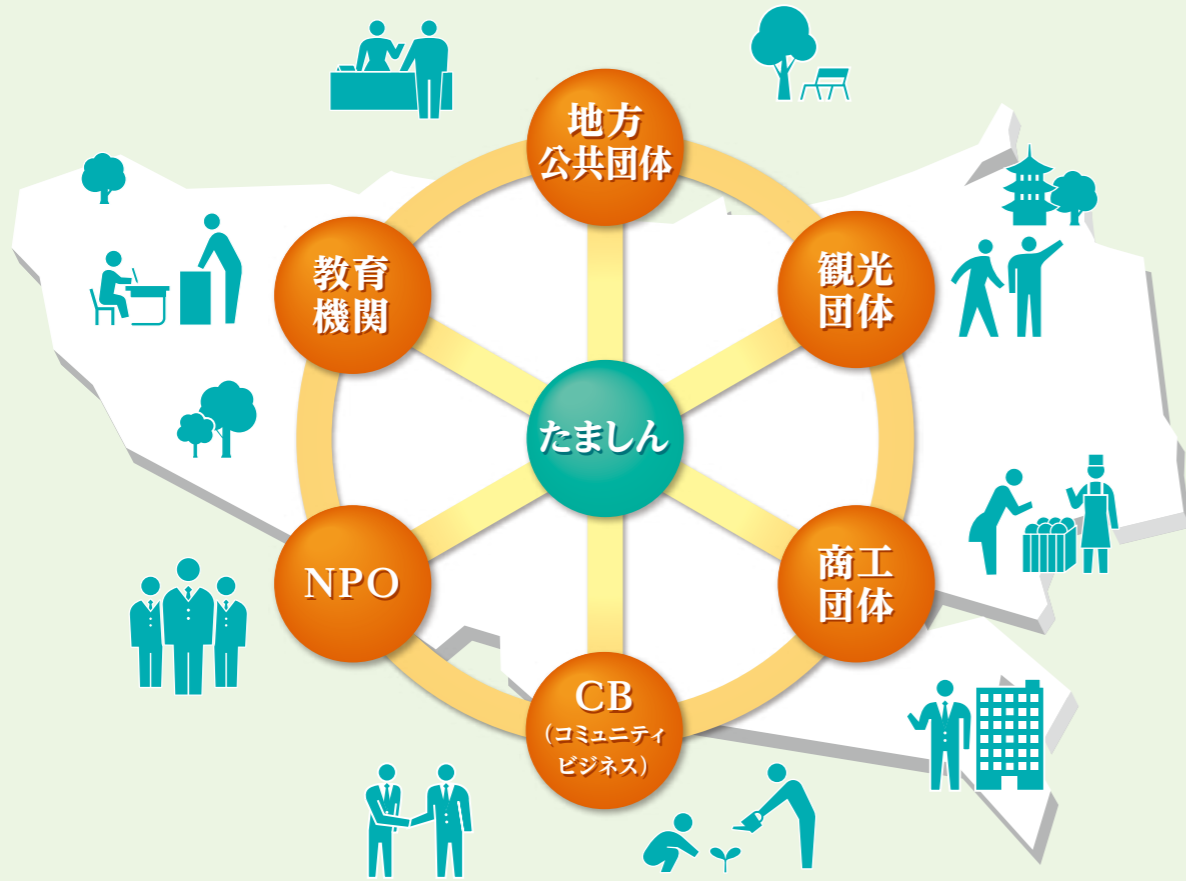 地方
公共団体
教育
機関
観光
団体
たましん
NPO
商工
団体
CB
（コミュニティ
ビジネス）